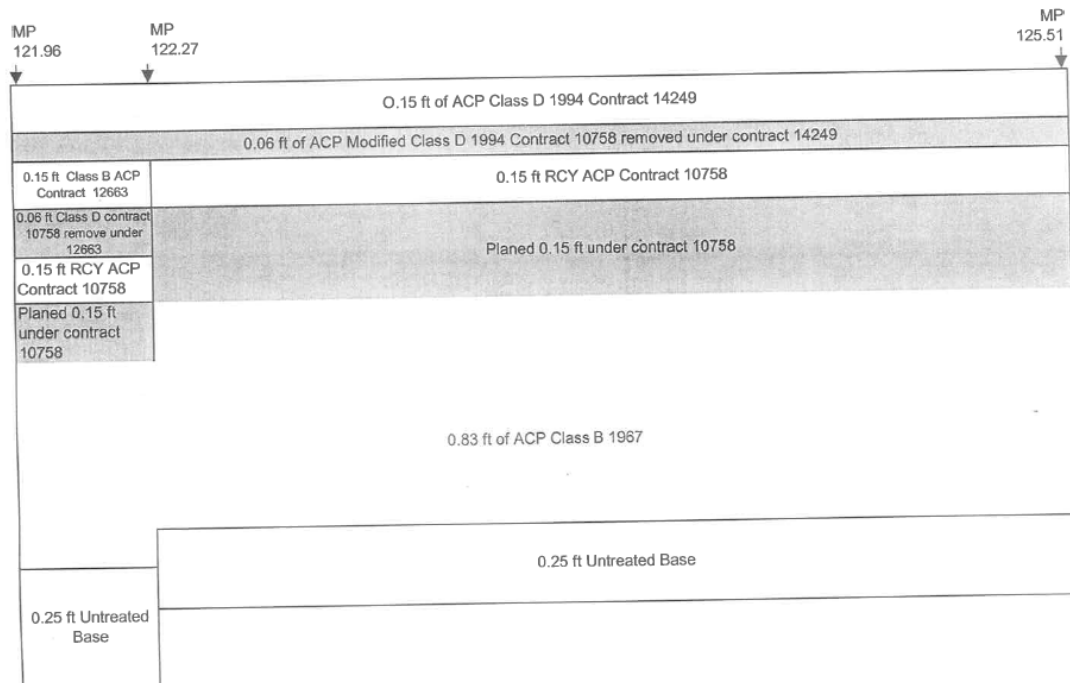 MP
121.96
MP
122.27
MP
125.51
O.15 ft of ACP Class D 1994 Contract 14249
0.06 ft of ACP Modified Class D 1994 Contract 10758 removed under contract 14249
0.15 ft Class B ACP
Contract 12663
0.15 ft RCY ACP Contract 10758
0.06 ft Class D contract
10758 remove under
12663
Planed 0.15 ft under contract 10758
0.15 ft RCY ACP
Contract 10758
Planed 0.15 ft
under contract
10758
0.83 ft of ACP Class B 1967
0.25 ft Untreated Base
0.25 ft Untreated
Base